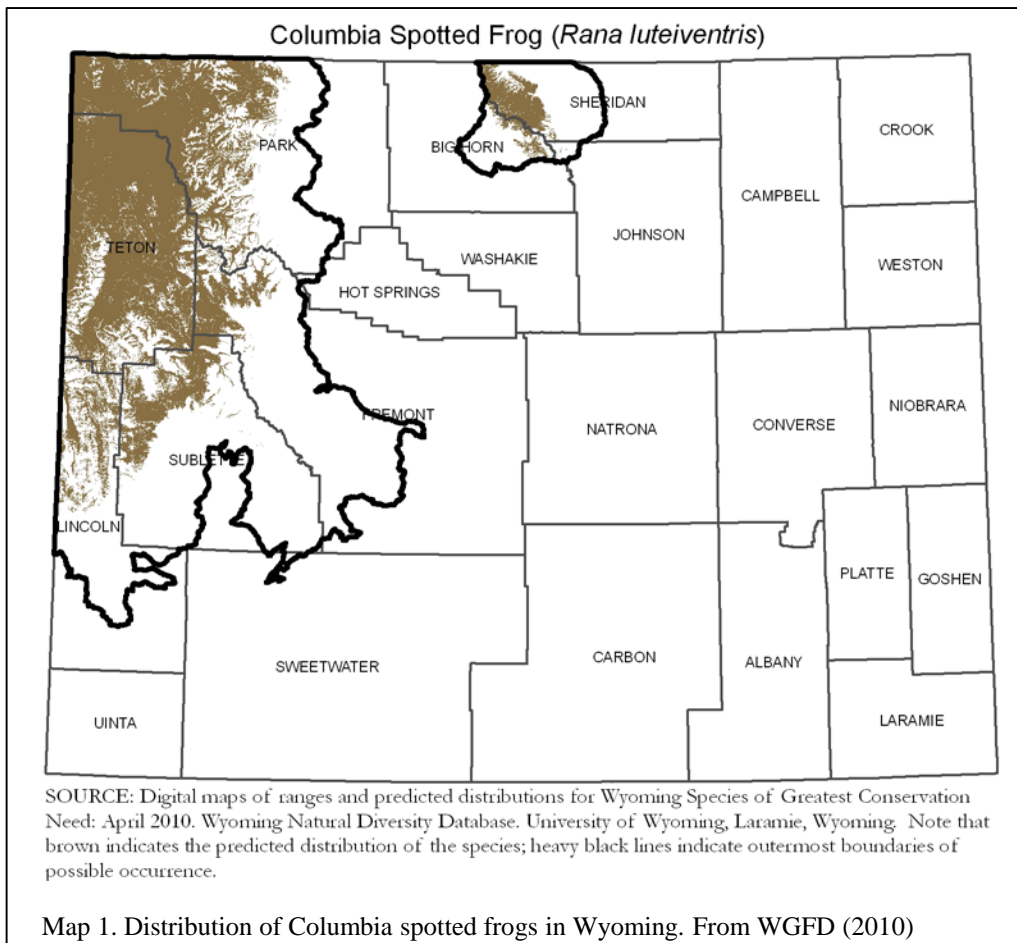 Columbia Spotted Frog (Rana luteiventris)
SHERIDAN
CROOK
PARK
BIG HORN
CAMPBELL
JOHNSON
TETON
WASHAKIE
WESTON
HOT SPRINGS
FREMONT
NIOBRARA
NATRONA
CONVERSE
SUBLETTE
LINCOLN
PLATTE
GOSHEN
SWEETWATER
CARBON
ALBANY
UINTA
LARAMIE
SOURCE: Digital maps of ranges and predicted distributions for Wyoming Species of Greatest Conservation
Need: April 2010. Wyoming Natural Diversity Database. University of Wyoming, Laramie, Wyoming. Note that
brown indicates the predicted distribution of the species; heavy black lines indicate outermost boundaries of
possible occurrence.
Map 1. Distribution of Columbia spotted frogs in Wyoming. From WGFD (2010)